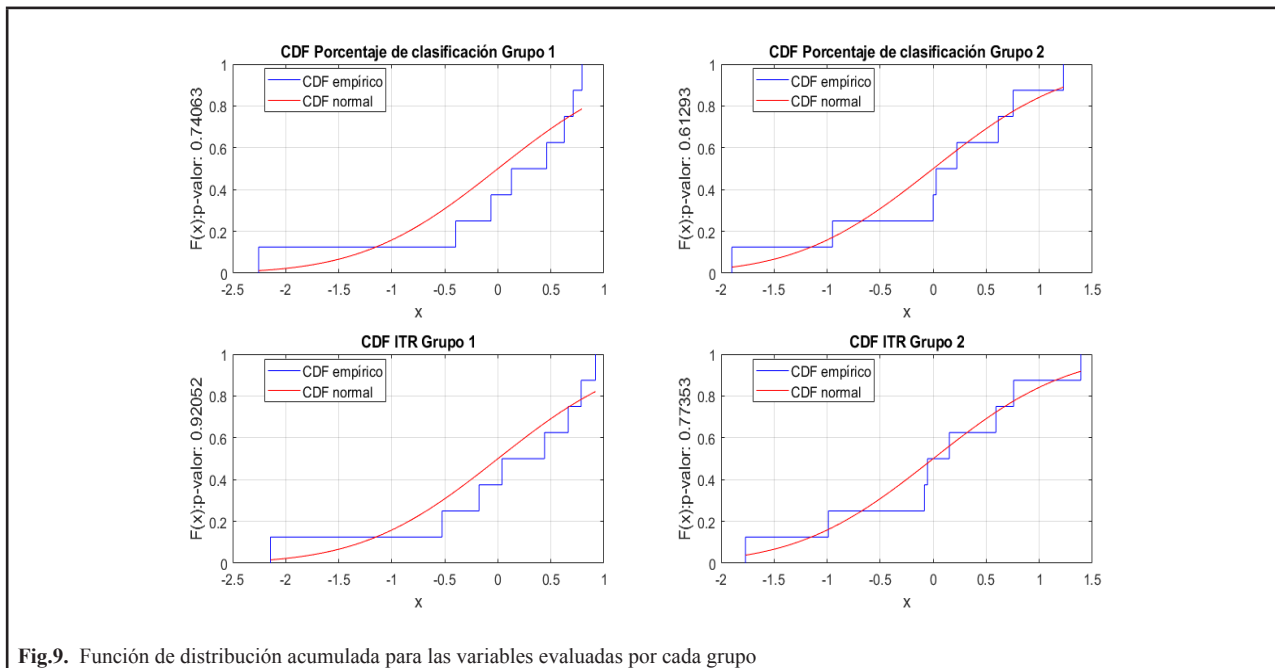 CDF Porcentaje de clasificación Grupo 1
F(x):p-valor: 0.74063
1
0.8
0.6
0.4
0.2
0
CDF empírico
CDF normal
-2.5 -2 -1.5 -1 -0.5 0 0.5 1
x
CDF Porcentaje de clasificación Grupo 2
F(x):p-valor: 0.61293
1
0.8
0.6
0.4
0.2
0
CDF empírico
CDF normal
-2 -1.5 -1 -0.5 0 0.5 1 1.5
x
CDF ITR Grupo 1
F(x):p-valor: 0.92052
1
0.8
0.6
0.4
0.2
0
CDF empírico
CDF normal
-2.5 -2 -1.5 -1 -0.5 0 0.5 1
x
CDF ITR Grupo 2
F(x):p-valor: 0.77353
1
0.8
0.6
0.4
0.2
0
CDF empírico
CDF normal
-2 -1.5 -1 -0.5 0 0.5 1 1.5
x
Fig.9. Función de distribución acumulada para las variables evaluadas por cada grupo